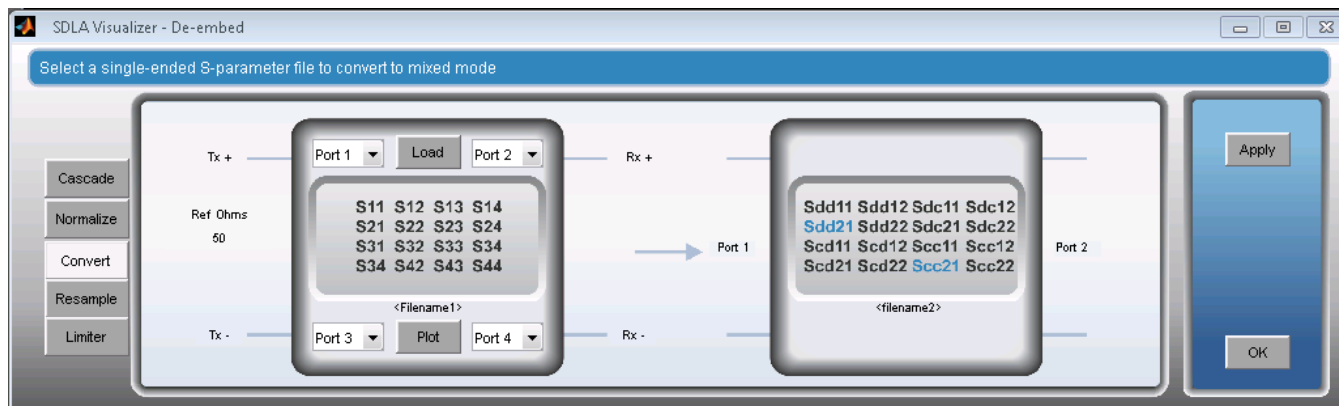 SDLA Visualizer - De-embed
Select a single-ended S-parameter file to convert to mixed mode
Cascade
Normalize
Convert
Resample
Limiter
Tx +
Ref Ohms
50
Tx -
Port 1
Load
Port 2
S11 S12 S13 S14
S21 S22 S23 S24
S31 S32 S33 S34
S34 S42 S43 S44
<Filename1>
Port 3
Plot
Port 4
Rx +
Rx -
Port 1
Sdd11 Sdd12 Sdc11 Sdc12
Sdd21 Sdd22 Sdc21 Sdc22
Scd11 Scd12 Scc11 Scc12
Scd21 Scd22 Scc21 Scc22
<filename2>
Port 2
Apply
OK